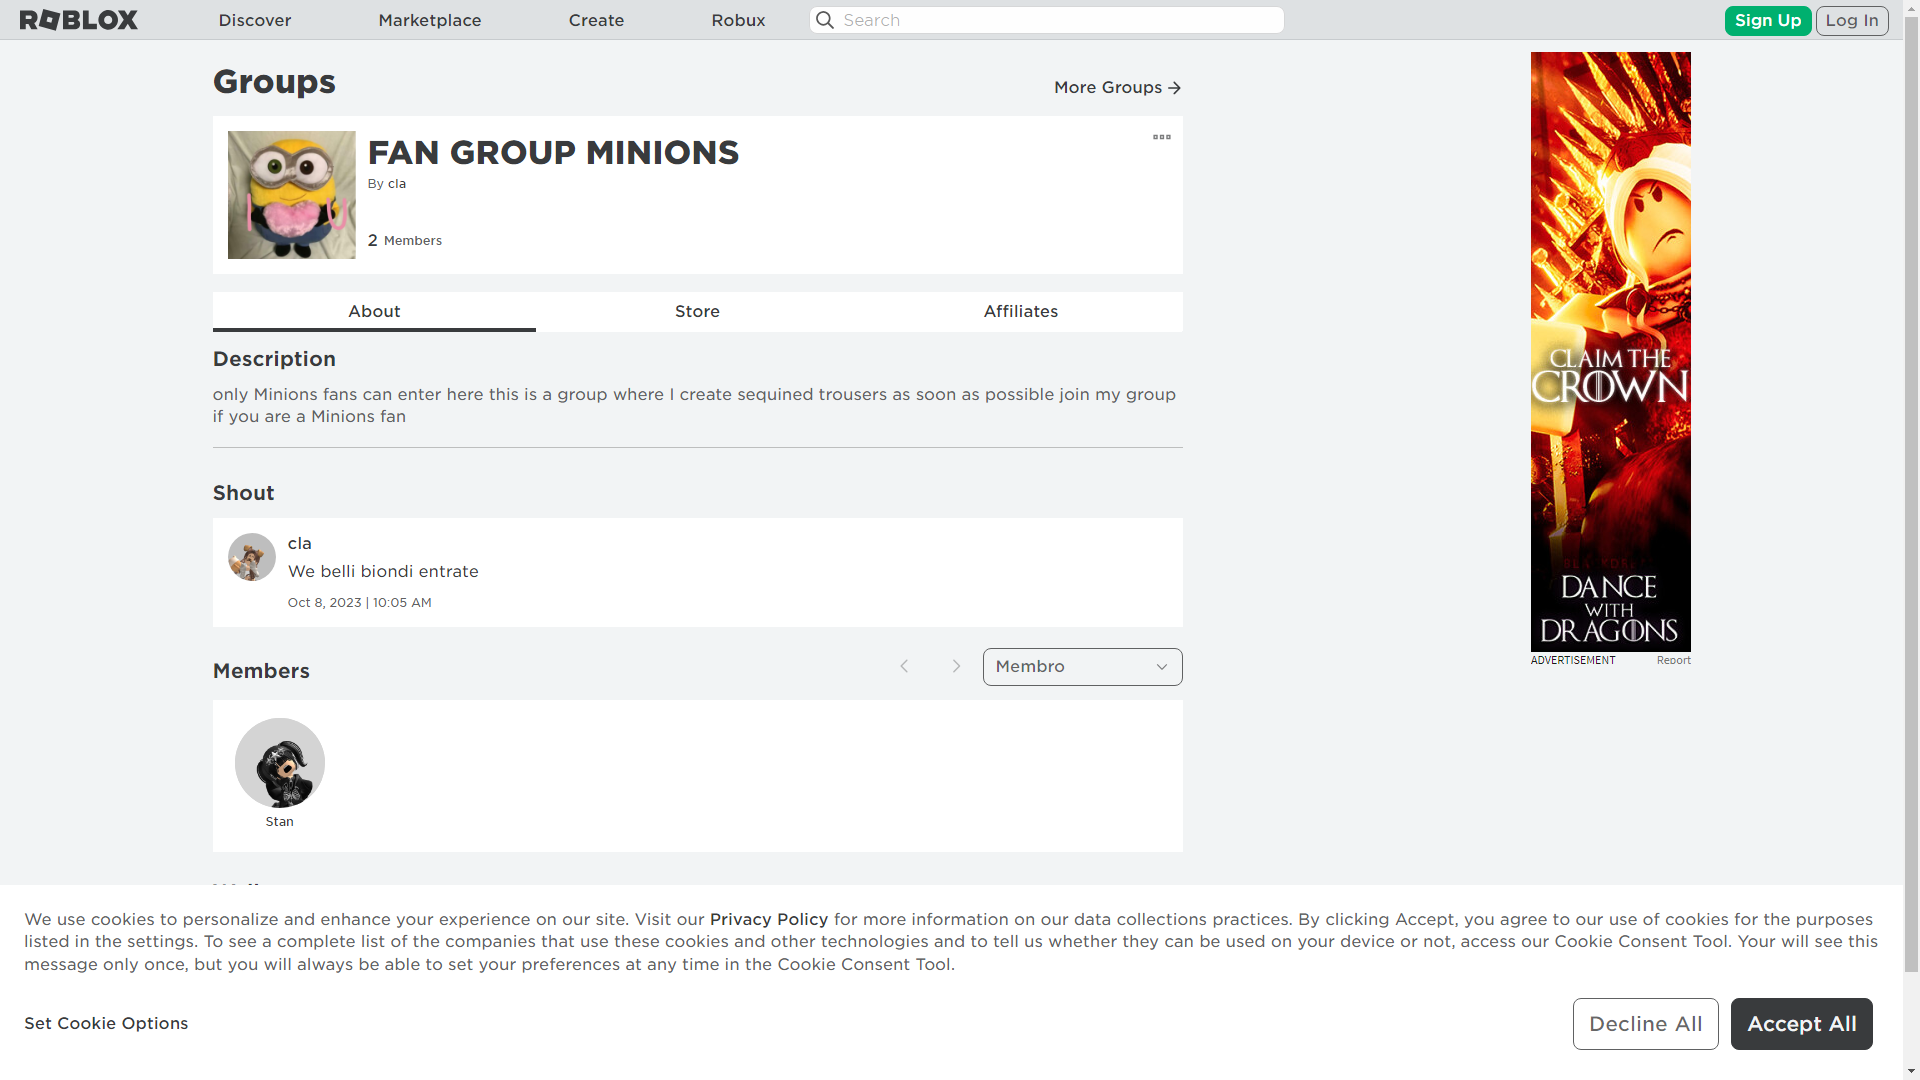 ROBLOX
Discover
Marketplace
Create
Robux
Search
Sign Up
Log In
Groups
More Groups
FAN GROUP MINIONS
By cla
2 Members
I U
About
Store
Affiliates
Description
only Minions fans can enter here this is a group where I create sequined trousers as soon as possible join my group
if you are a Minions fan
Shout
cla
We belli biondi entrate
Oct 8, 2023 | 10:05 AM
Members
Membro
Stan
CLAIM THE
CROWN
DANCE
WITH
DRAGONS
ADVERTISEMENT
Report
We use cookies to personalize and enhance your experience on our site. Visit our Privacy Policy for more information on our data collections practices. By clicking Accept, you agree to our use of cookies for the purposes
listed in the settings. To see a complete list of the companies that use these cookies and other technologies and to tell us whether they can be used on your device or not, access our Cookie Consent Tool. Your will see this
message only once, but you will always be able to set your preferences at any time in the Cookie Consent Tool.
Set Cookie Options
Decline All
Accept All